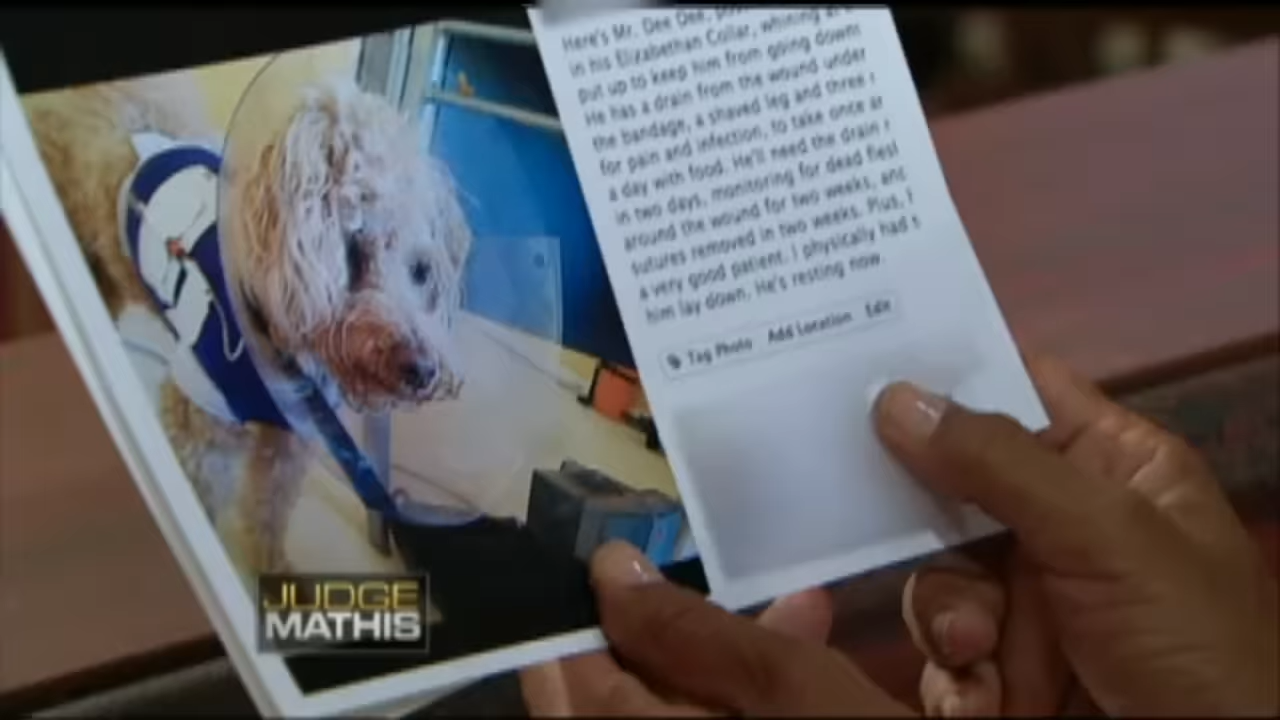 Here's Mr. Dee Dee,
in his Elizabethan Collar, whining at
put up to keep him from going down
He has a drain from the wound under
the bandage, a shaved leg and three
for pain and infection, to take once
a day with food. He'll need the drain
in two days, monitoring for dead
around the wound for two weeks,
sutures removed in two weeks. Plus,
a very good patient. I physically had
him lay down. He's resting now.
Tag Photo Add Location Edit
JUDGE
MATHIS